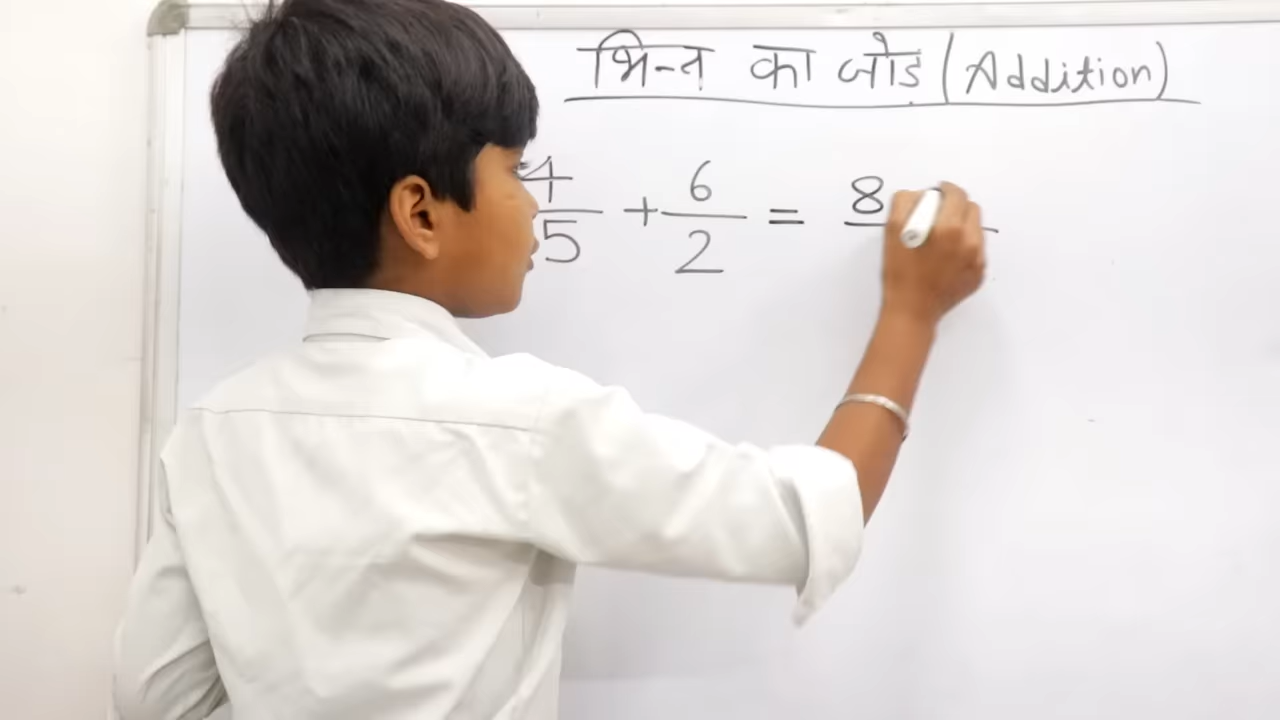 भिन्त का जोड (Addition)
4/5 + 6/2 = 8